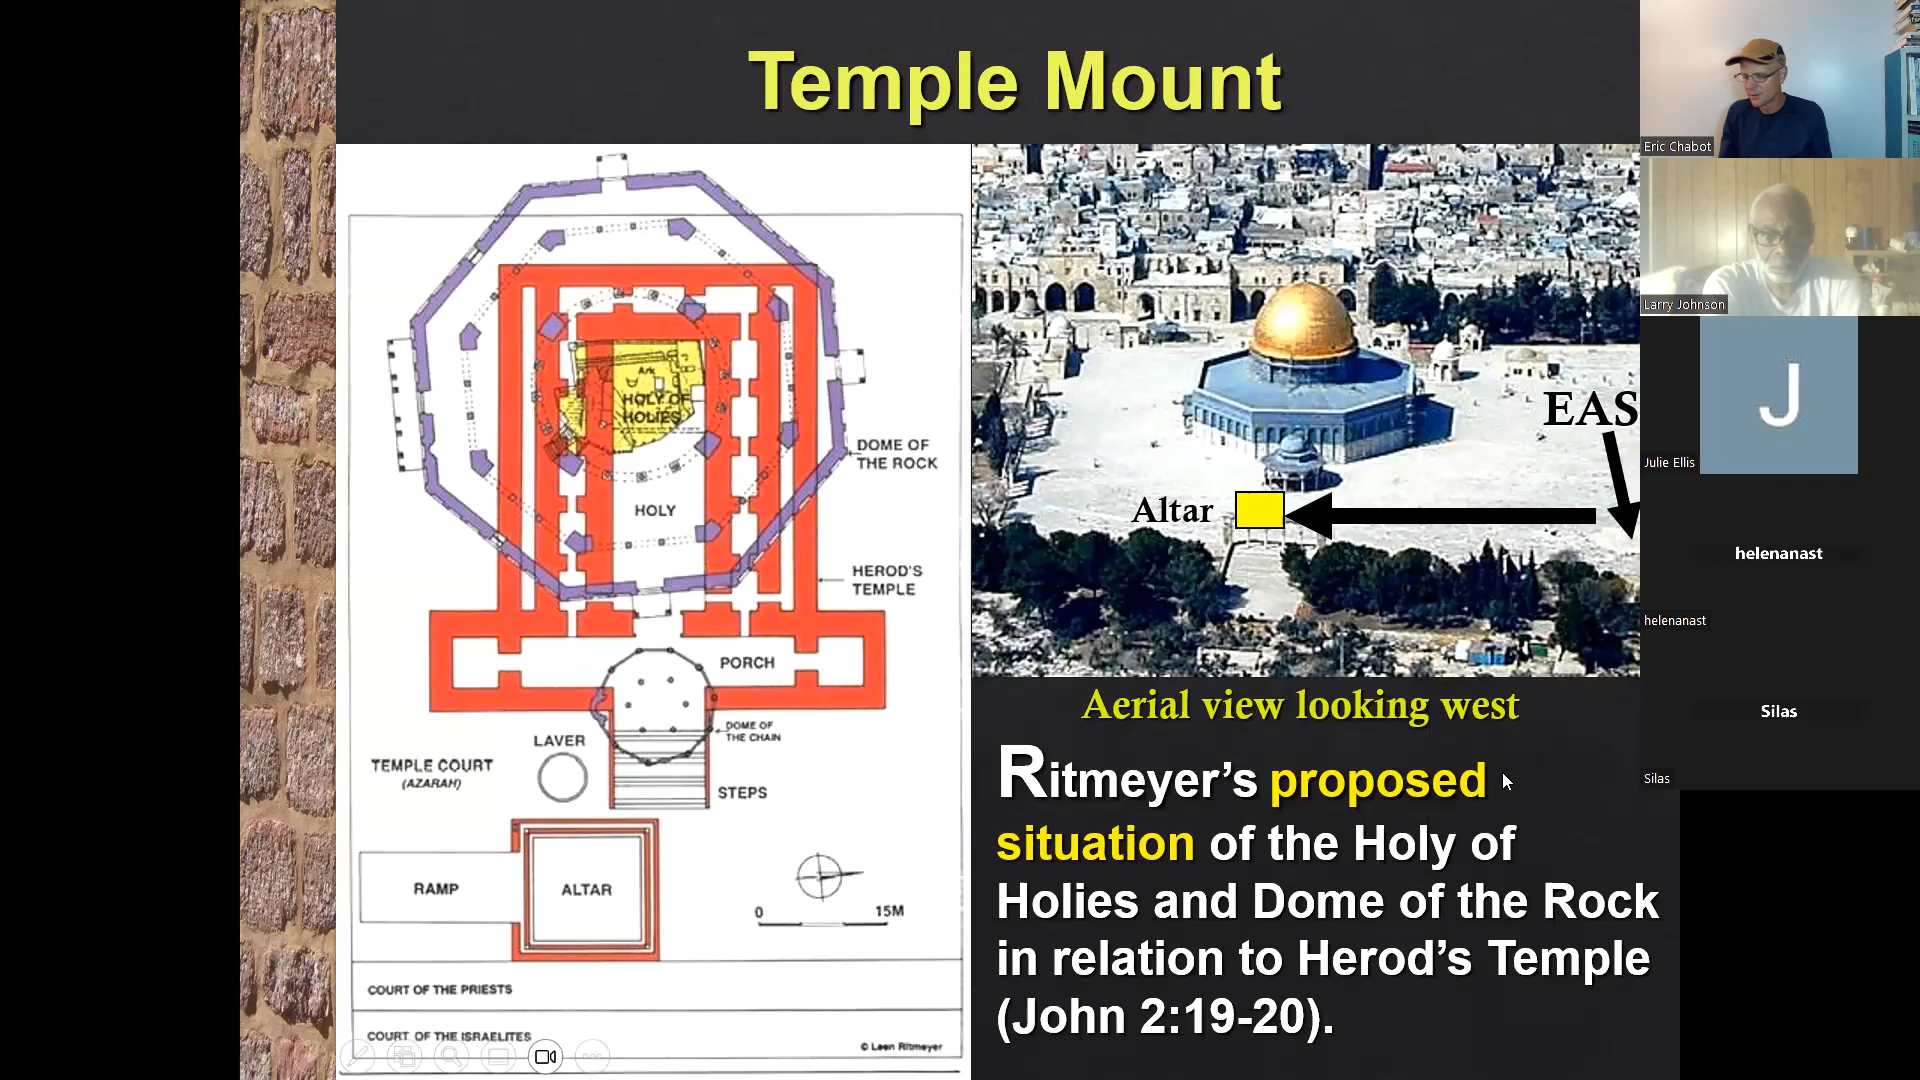 Temple Mount
Ark
HOLY OF
HOLIES
DOME OF
THE ROCK
HOLY
HEROD'S
TEMPLE
PORCH
DOME OF
THE CHAIN
LAVER
TEMPLE COURT
(AZARAH)
STEPS
RAMP
ALTAR
0 15M
COURT OF THE PRIESTS
COURT OF THE ISRAELITES
© Leen Ritmeyer
EAS
Altar
Aerial view looking west
Ritmeyer's proposed
situation of the Holy of
Holies and Dome of the Rock
in relation to Herod's Temple
(John 2:19-20).
Eric Chabot
Larry Johnson
J
Julie Ellis
helenanast
helenanast
Silas
Silas